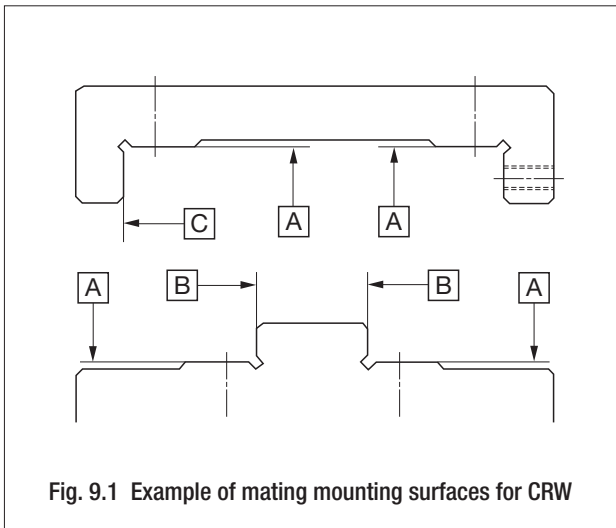 A A
C
A B B A
Fig. 9.1 Example of mating mounting surfaces for CRW